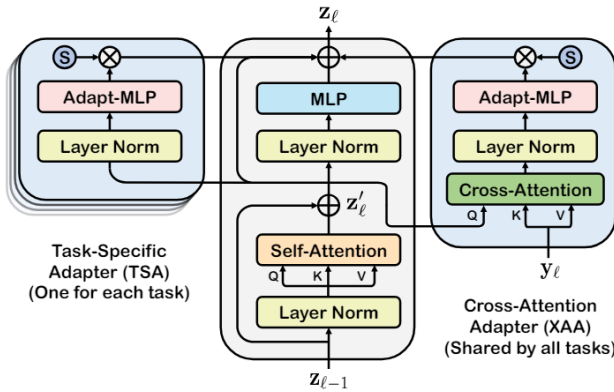 z_ℓ
S
Adapt-MLP
Layer Norm
Task-Specific
Adapter (TSA)
(One for each task)
MLP
Layer Norm
z′_ℓ
Self-Attention
Q K V
Layer Norm
z_{ℓ−1}
S
Adapt-MLP
Layer Norm
Cross-Attention
Q K V
y_ℓ
Cross-Attention
Adapter (XAA)
(Shared by all tasks)